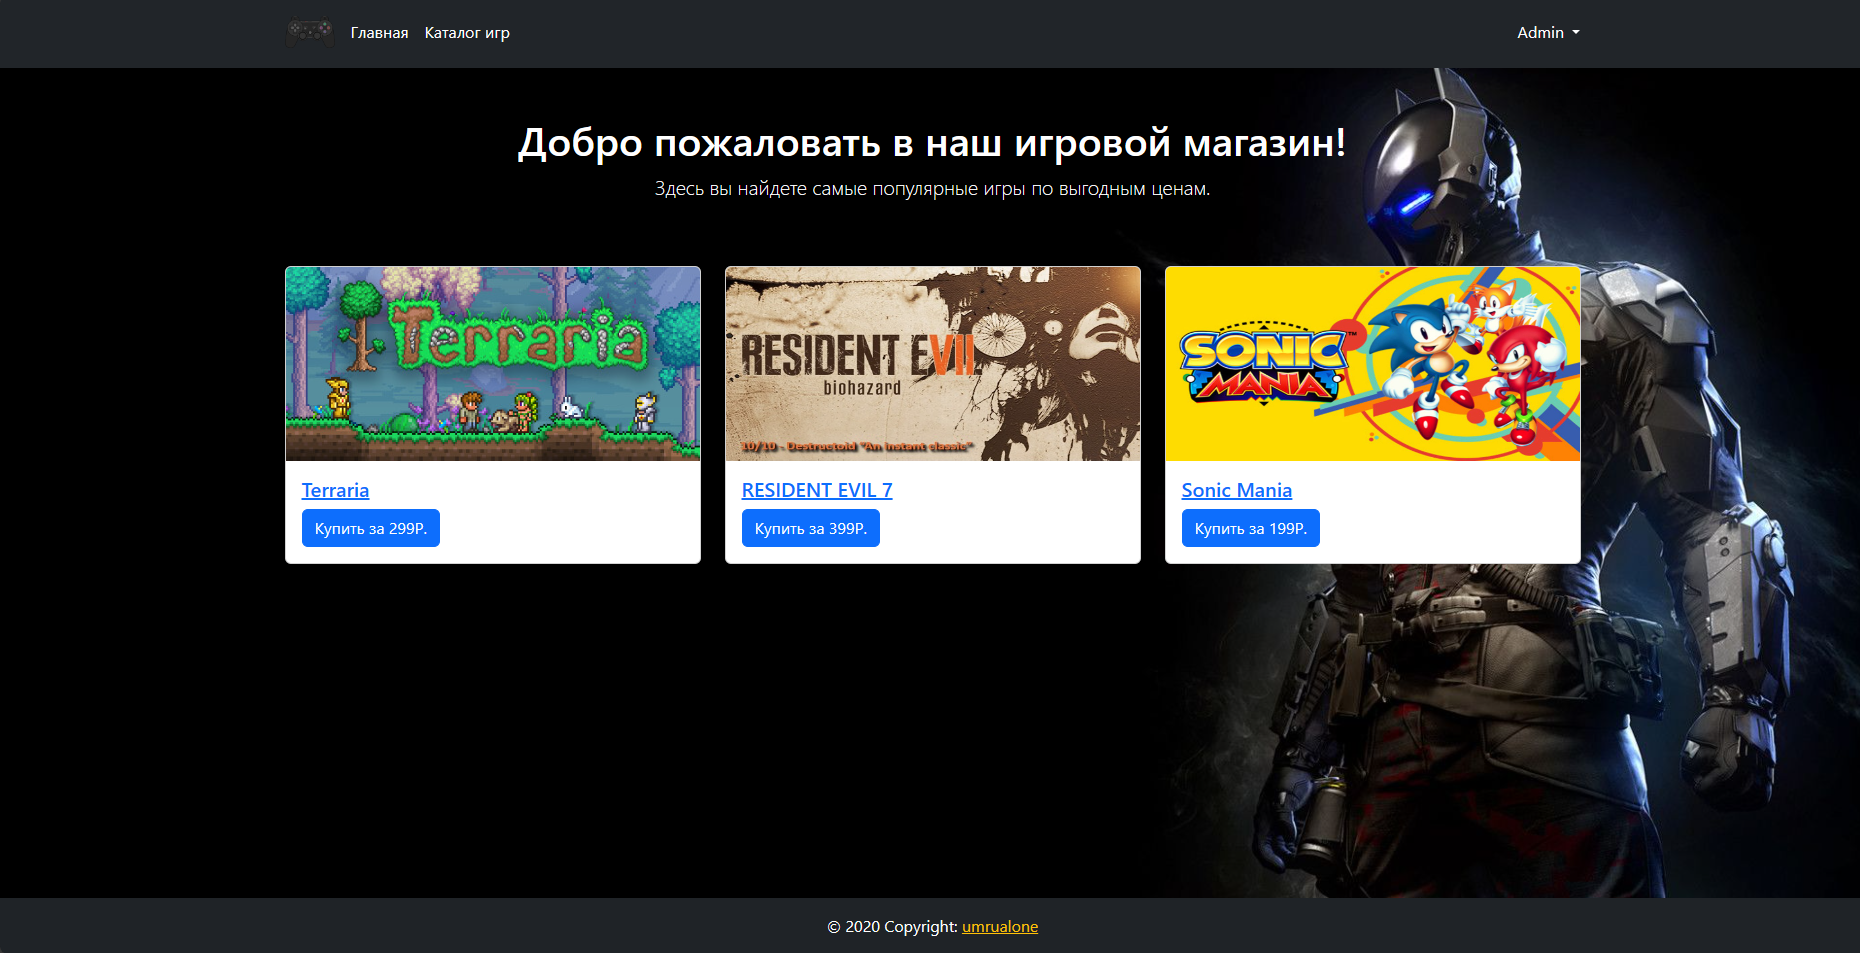 Главная Каталог игр Admin
Добро пожаловать в наш игровой магазин!
Здесь вы найдете самые популярные игры по выгодным ценам.
Terraria
RESIDENT EVII
biohazard
10/10 - Destructoid "An instant classic"
SONIC
MANIA
TM
Terraria
Купить за 299Р.
RESIDENT EVIL 7
Купить за 399Р.
Sonic Mania
Купить за 199Р.
© 2020 Copyright: umrualone